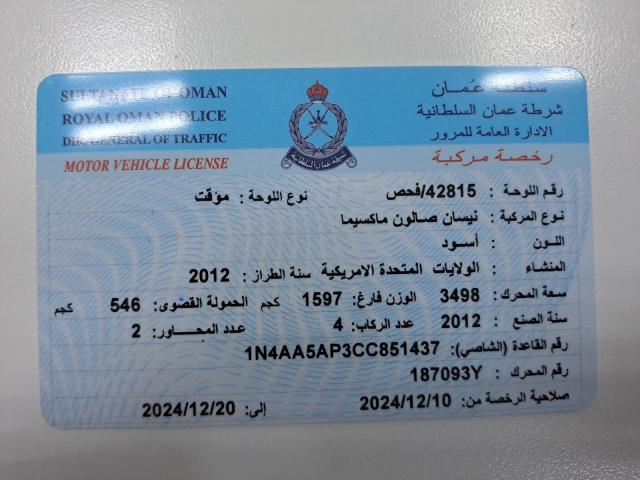 SULTANATE OF OMAN
ROYAL OMAN POLICE
DIR. GENERAL OF TRAFFIC
MOTOR VEHICLE LICENSE
سلطنة عُمان
شرطة عمان السلطانية
الادارة العامة للمرور
رخصة مركبة
شرطة عمان السلطانية
رقم اللوحة : 42815/فحص نوع اللوحة : مؤقت
نوع المركبة : نيسان صالون ماكسيما
اللون : أسود
المنشاء : الولايات المتحدة الامريكية سنة الطراز : 2012
سعة المحرك : 3498 الوزن فارغ: 1597 كجم الحمولة القصوى: 546 كجم
سنة الصنع : 2012 عدد الركاب: 4 عدد المحاور: 2
رقم القاعدة (الشاصي): 1N4AA5AP3CC851437
رقم المحرك : 187093Y
صلاحية الرخصة من: 2024/12/10 إلى: 2024/12/20